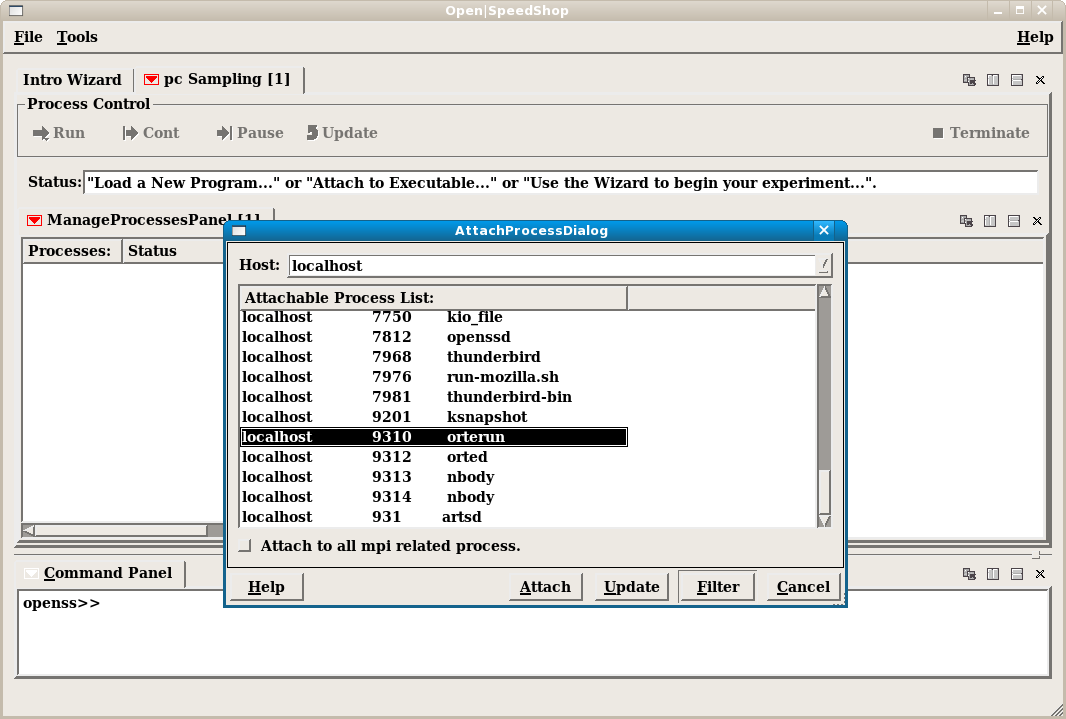 Open|SpeedShop
File Tools Help
Intro Wizard pc Sampling [1]
Process Control
Run Cont Pause Update Terminate
Status: "Load a New Program..." or "Attach to Executable..." or "Use the Wizard to begin your experiment...".
ManageProcessesPanel [1]
Processes: Status
AttachProcessDialog
Host: localhost
Attachable Process List:
localhost 7750 kio_file
localhost 7812 openssd
localhost 7968 thunderbird
localhost 7976 run-mozilla.sh
localhost 7981 thunderbird-bin
localhost 9201 ksnapshot
localhost 9310 orterun
localhost 9312 orted
localhost 9313 nbody
localhost 9314 nbody
localhost 931 artsd
Attach to all mpi related process.
Help Attach Update Filter Cancel
Command Panel
openss>>